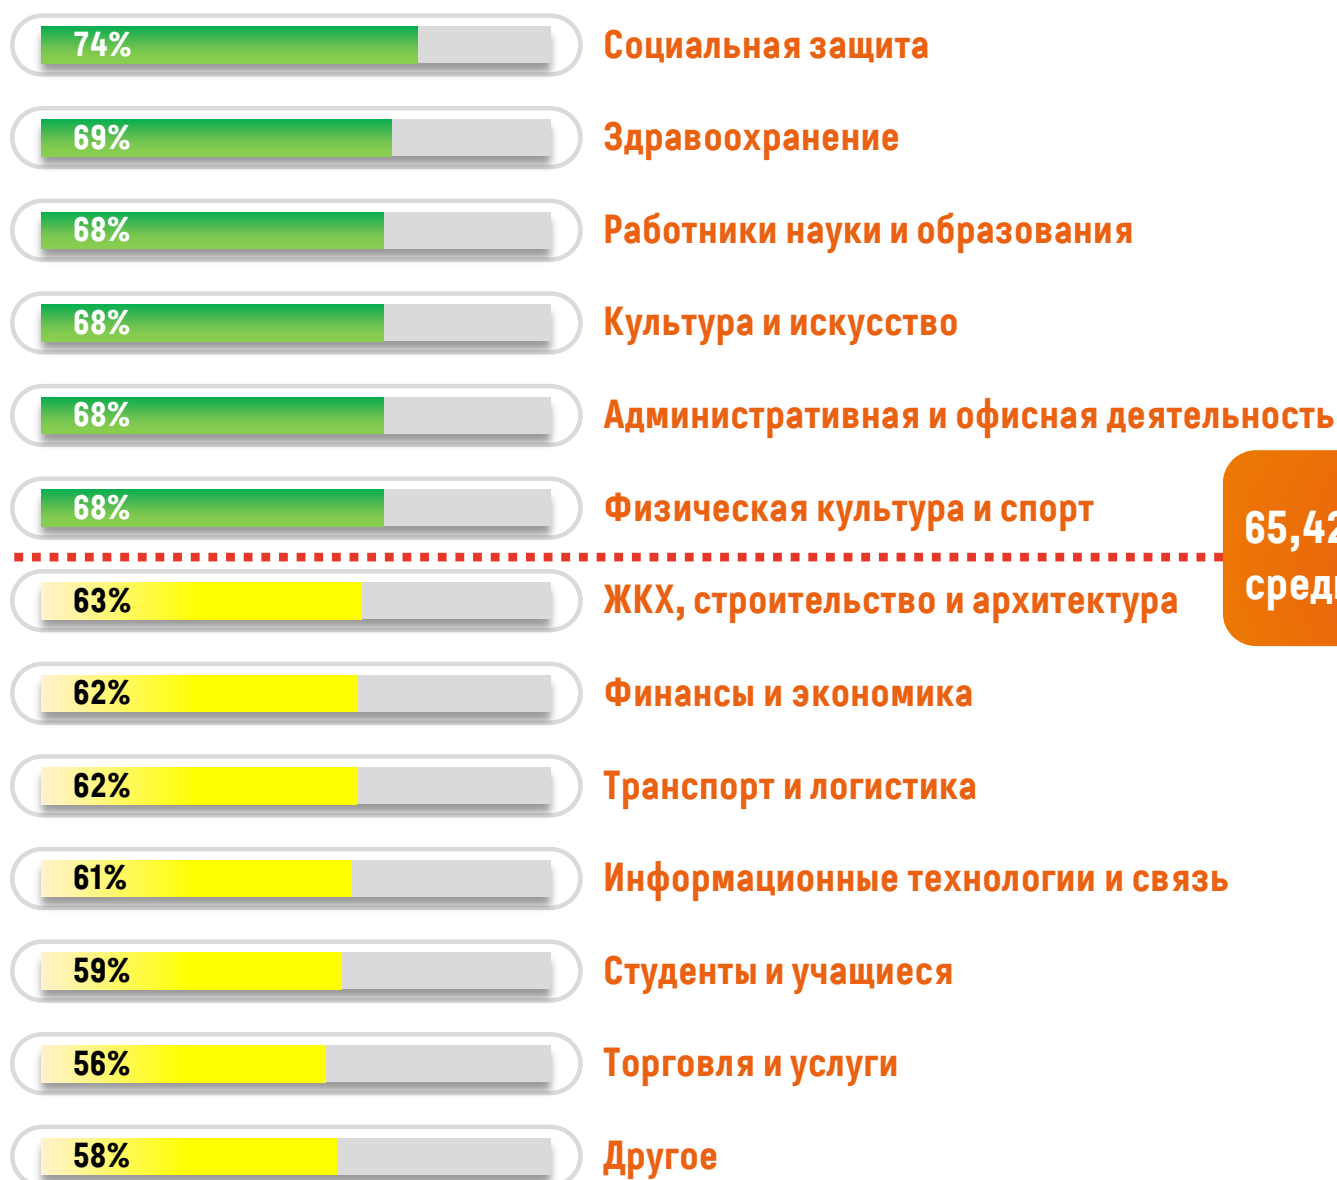 74% Социальная защита
69% Здравоохранение
68% Работники науки и образования
68% Культура и искусство
68% Административная и офисная деятельность
68% Физическая культура и спорт
65,42
63% ЖКХ, строительство и архитектура
62% Финансы и экономика
62% Транспорт и логистика
61% Информационные технологии и связь
59% Студенты и учащиеся
56% Торговля и услуги
58% Другое